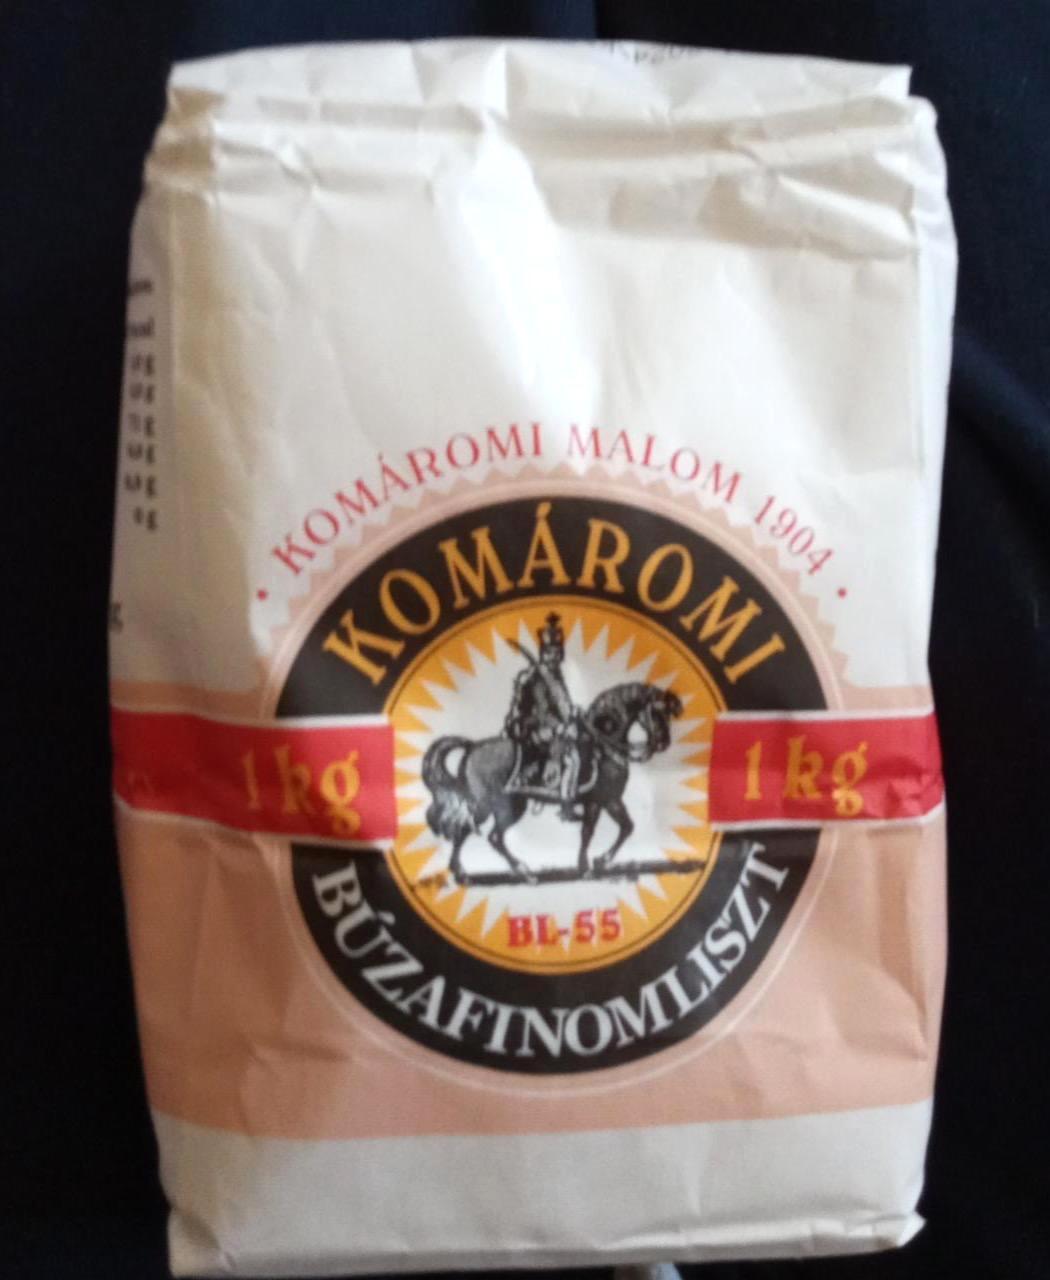 KOMÁROMI MALOM 1904
KOMÁROMI
1 kg
1 kg
BL-55
BÚZAFINOMLISZT